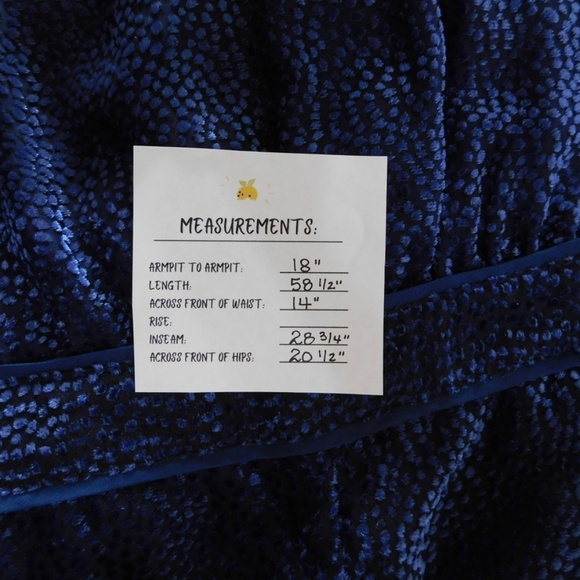 MEASUREMENTS:
ARMPIT TO ARMPIT: 18"
LENGTH: 58 1/2"
ACROSS FRONT OF WAIST: 14"
RISE:
INSEAM: 28 3/4"
ACROSS FRONT OF HIPS: 20 1/2"